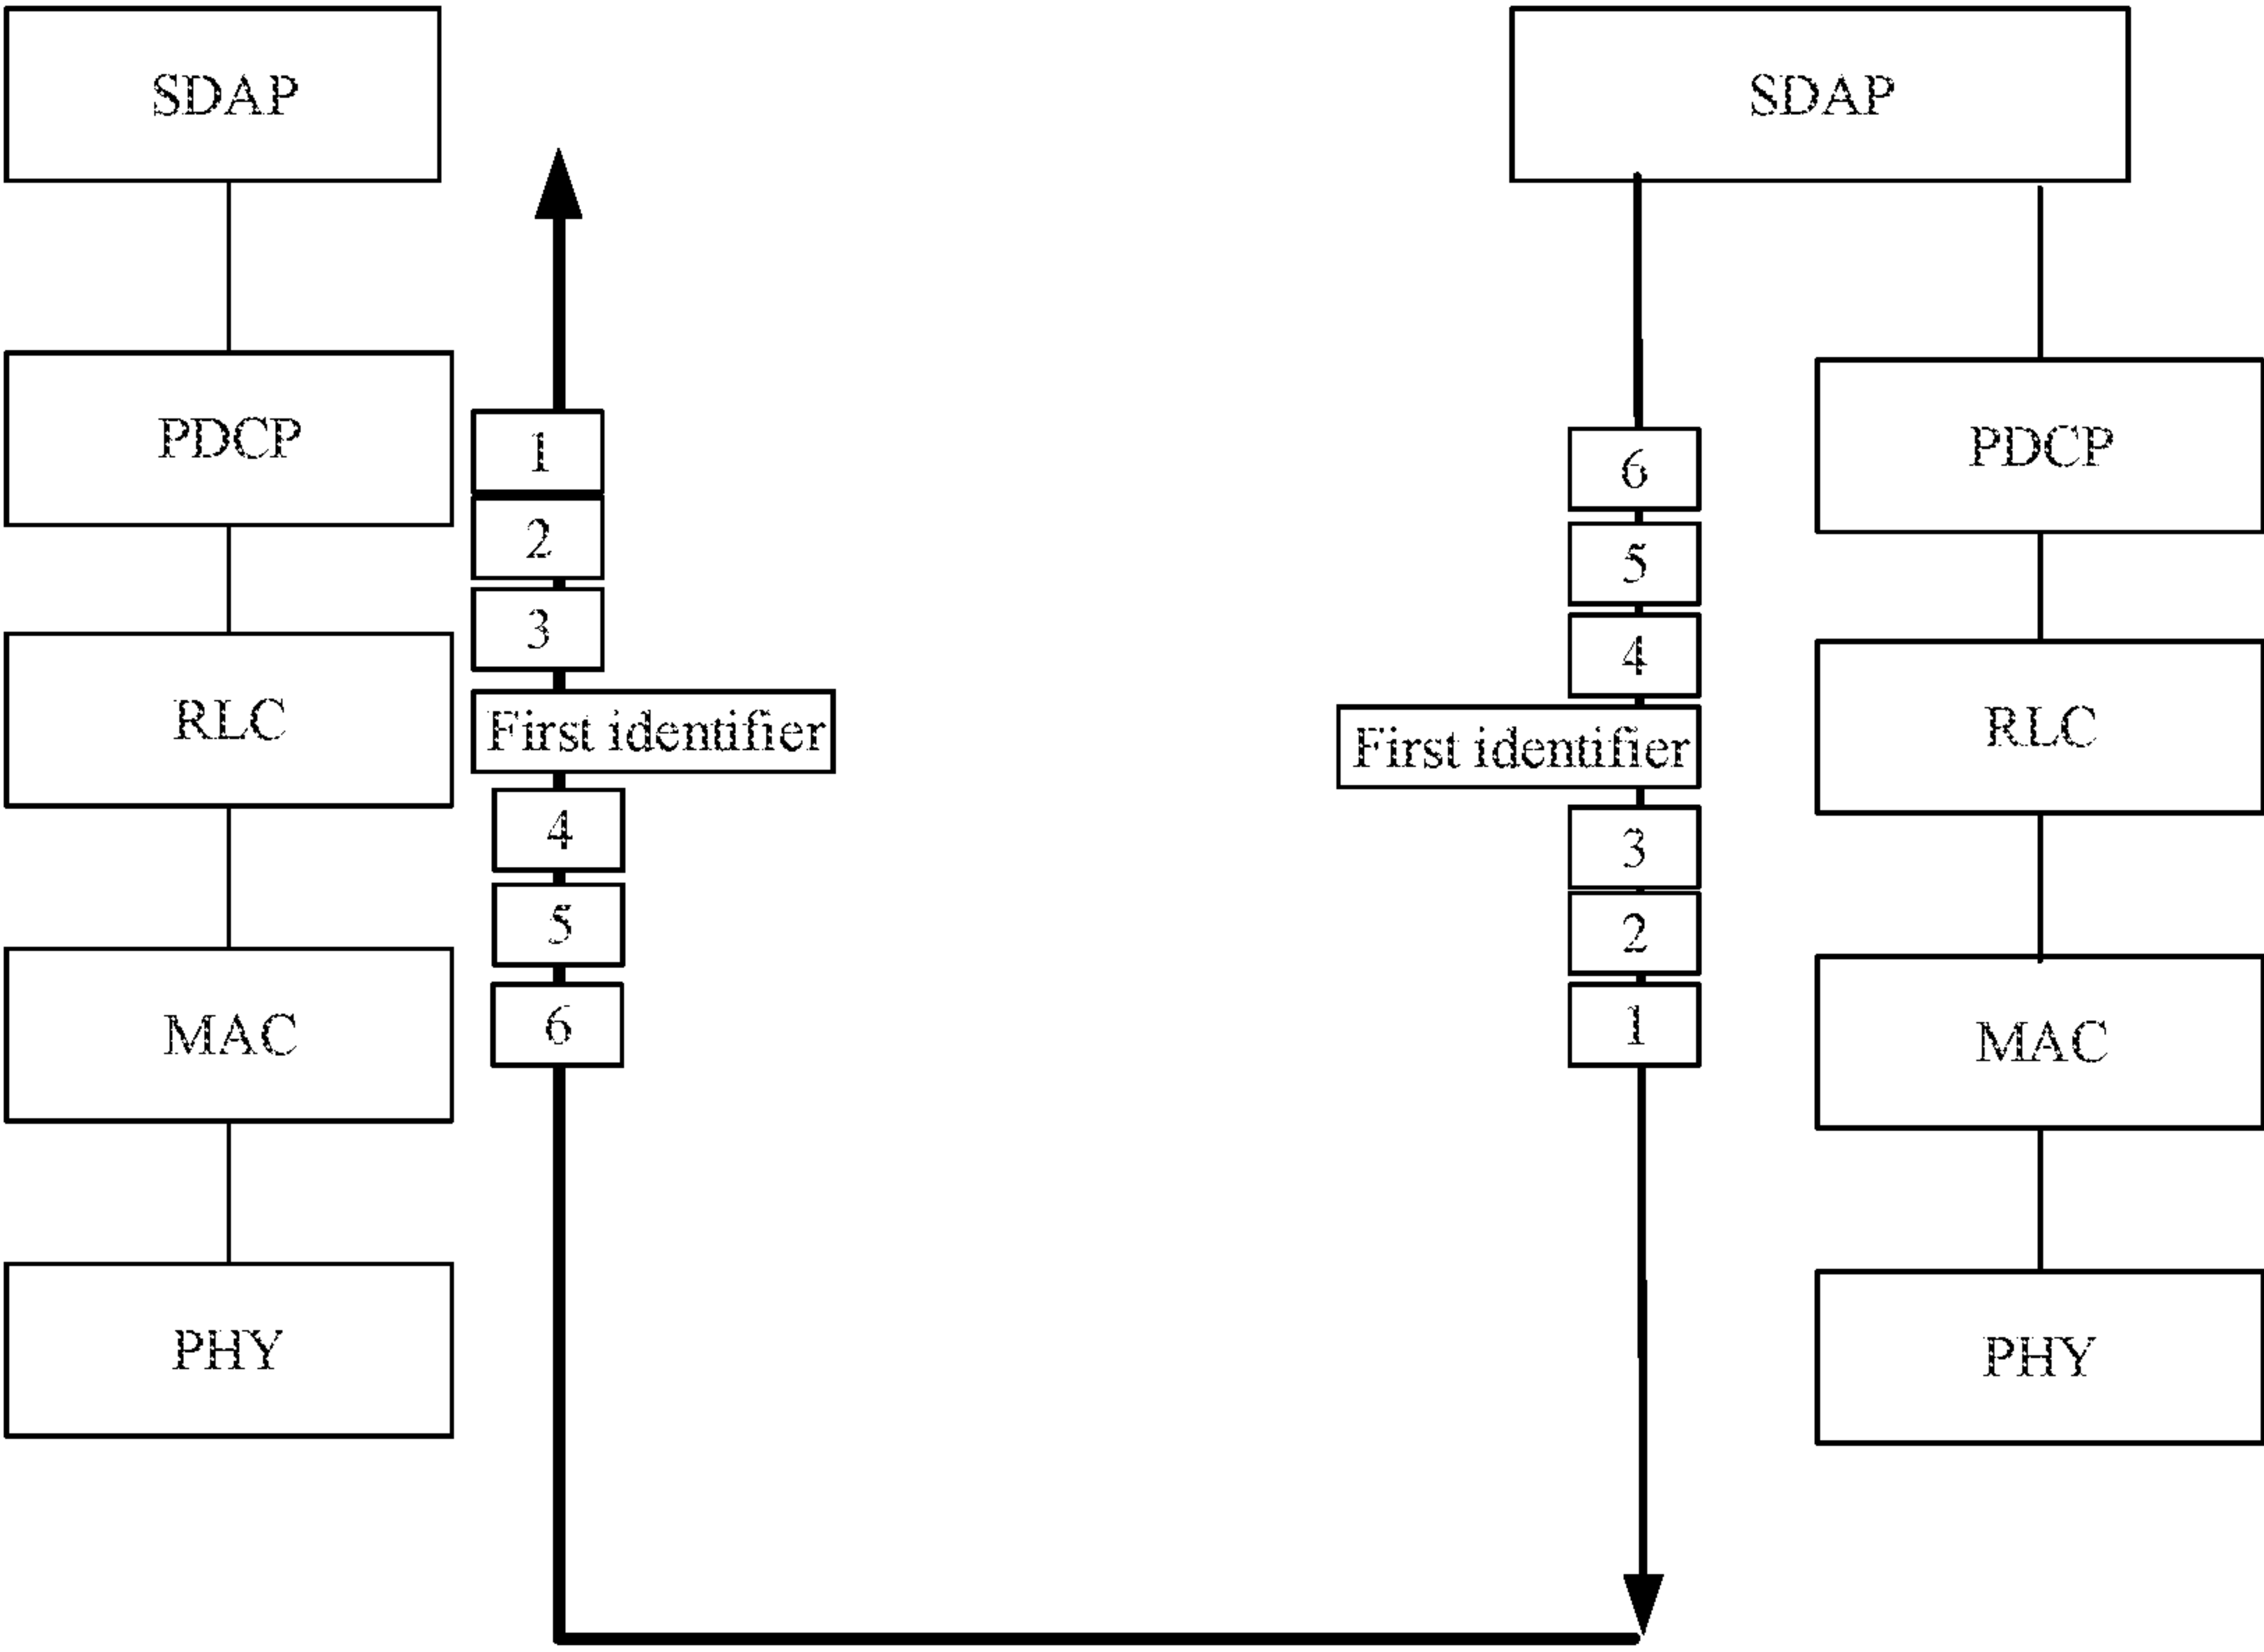 SDAP
PDCP
RLC
MAC
PHY
1
2
3
First identifier
4
5
6
SDAP
6
5
4
First identifier
3
2
1
PDCP
RLC
MAC
PHY